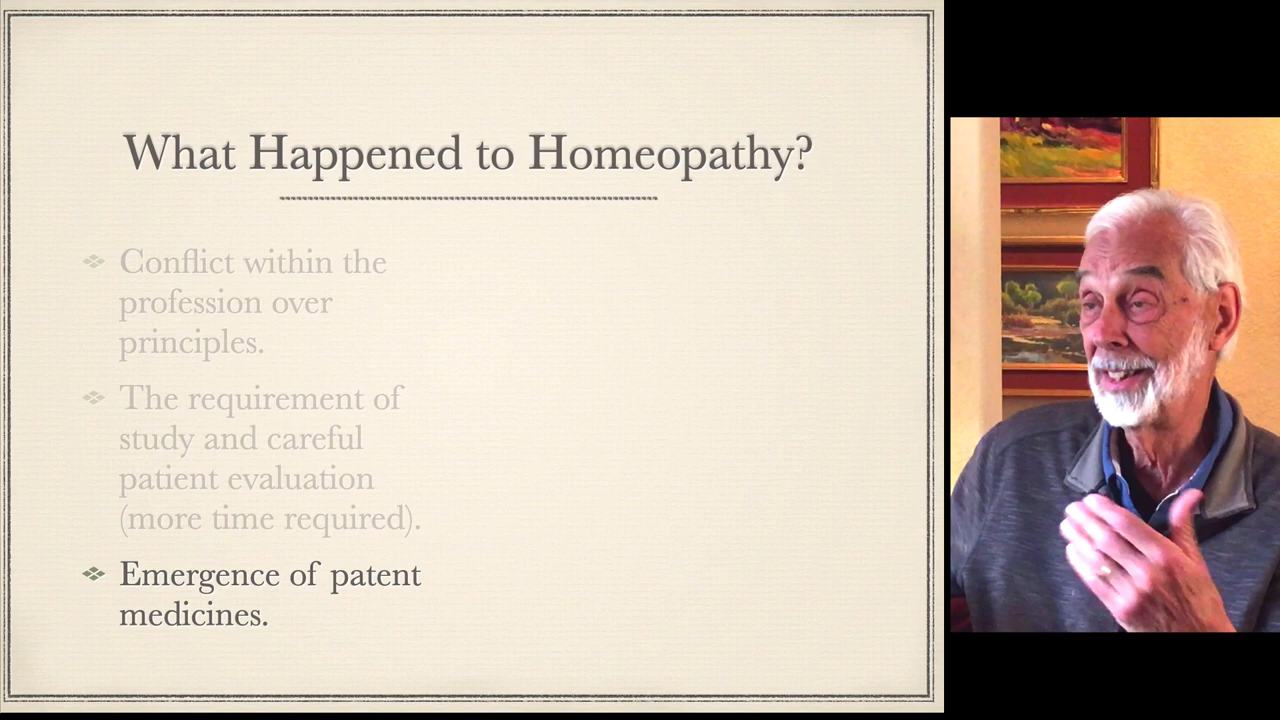 What Happened to Homeopathy?
Conflict within the
profession over
principles.
The requirement of
study and careful
patient evaluation
(more time required).
Emergence of patent
medicines.